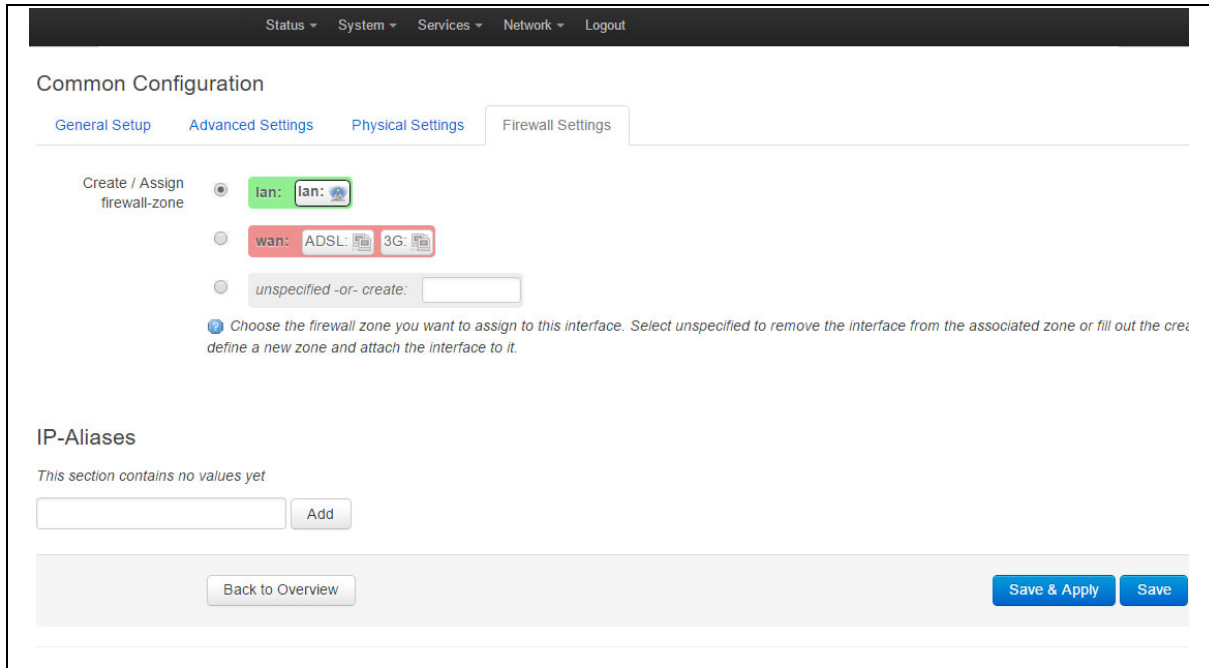 Status System Services Network Logout
Common Configuration
General Setup Advanced Settings Physical Settings Firewall Settings
Create / Assign
firewall-zone
lan: lan:
wan: ADSL: 3G:
unspecified -or- create:
Choose the firewall zone you want to assign to this interface. Select unspecified to remove the interface from the associated zone or fill out the
define a new zone and attach the interface to it.
IP-Aliases
This section contains no values yet
Add
Back to Overview Save & Apply Save